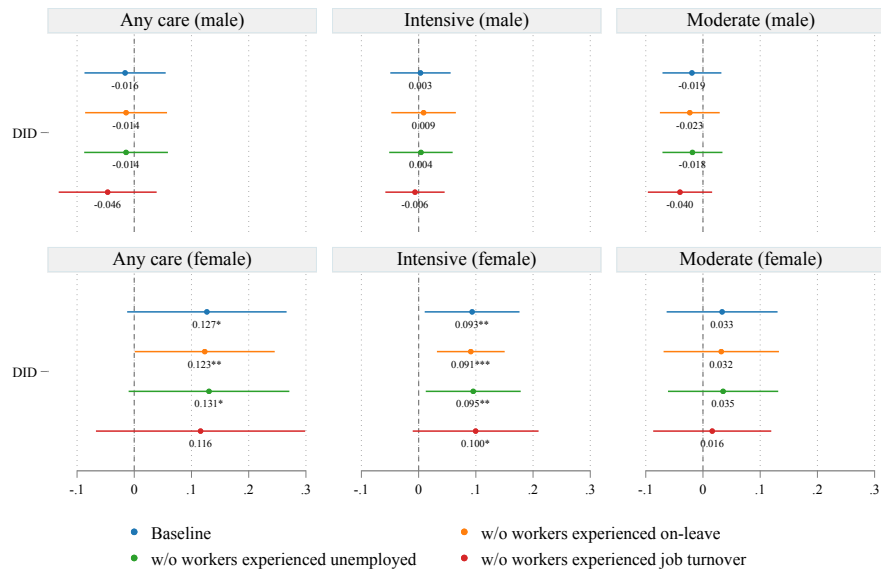 Any care (male) Intensive (male) Moderate (male)
-0.016 0.003 -0.019
-0.014 0.009 -0.023
DID
-0.014 0.004 -0.018
-0.046 -0.006 -0.040
Any care (female) Intensive (female) Moderate (female)
0.127* 0.093** 0.033
0.123** 0.091*** 0.032
DID
0.131* 0.095** 0.035
0.116 0.100* 0.016
-.1 0 .1 .2 .3 -.1 0 .1 .2 .3 -.1 0 .1 .2 .3
Baseline w/o workers experienced on-leave
w/o workers experienced unemployed w/o workers experienced job turnover